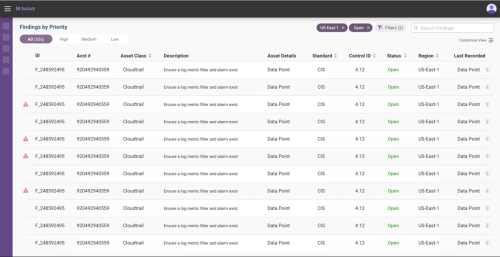 Findings by Priority
US-East-1 ×
Open ×
Filters (2)
Search Findings
All (50k) High Medium Low
Customize View
ID Acct # Asset Class Description Asset Details Standard Control ID Status Region Last Recorded
F_248592495 920492940559 Cloudtrail Ensure a log metric filter and alarm exist Data Point CIS 4.12 Open US-East-1 Data Point
F_248592495 920492940559 Cloudtrail Ensure a log metric filter and alarm exist Data Point CIS 4.12 Open US-East-1 Data Point
F_248592495 920492940559 Cloudtrail Ensure a log metric filter and alarm exist Data Point CIS 4.12 Open US-East-1 Data Point
F_248592495 920492940559 Cloudtrail Ensure a log metric filter and alarm exist Data Point CIS 4.12 Open US-East-1 Data Point
F_248592495 920492940559 Cloudtrail Ensure a log metric filter and alarm exist Data Point CIS 4.12 Open US-East-1 Data Point
F_248592495 920492940559 Cloudtrail Ensure a log metric filter and alarm exist Data Point CIS 4.12 Open US-East-1 Data Point
F_248592495 920492940559 Cloudtrail Ensure a log metric filter and alarm exist Data Point CIS 4.12 Open US-East-1 Data Point
F_248592495 920492940559 Cloudtrail Ensure a log metric filter and alarm exist Data Point CIS 4.12 Open US-East-1 Data Point
F_248592495 920492940559 Cloudtrail Ensure a log metric filter and alarm exist Data Point CIS 4.12 Open US-East-1 Data Point
F_248592495 920492940559 Cloudtrail Ensure a log metric filter and alarm exist Data Point CIS 4.12 Open US-East-1 Data Point
F_248592495 920492940559 Cloudtrail Ensure a log metric filter and alarm exist Data Point CIS 4.12 Open US-East-1 Data Point